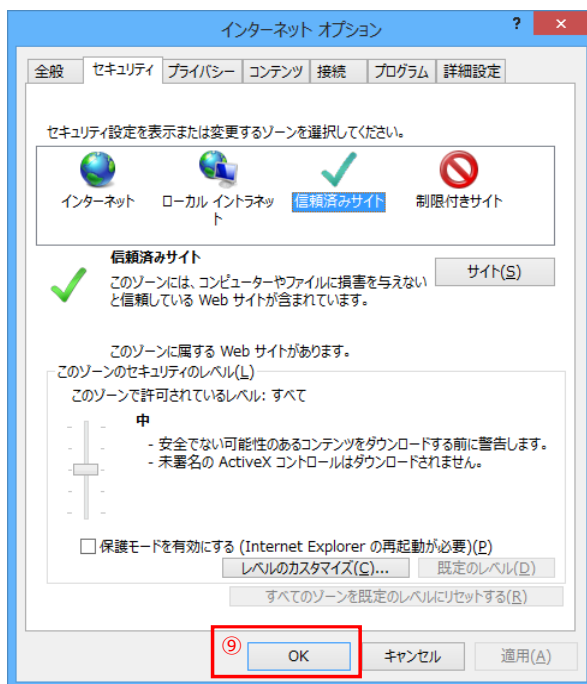 インターネット オプション
?
×
全般 セキュリティ プライバシー コンテンツ 接続 プログラム 詳細設定
セキュリティ設定を表示または変更するゾーンを選択してください。
インターネット
ローカル イントラネッ
ト
信頼済みサイト
制限付きサイト
信頼済みサイト
このゾーンには、コンピューターやファイルに損害を与えない
と信頼している Web サイトが含まれています。
サイト(S)
このゾーンに属する Web サイトがあります。
このゾーンのセキュリティのレベル(L)
このゾーンで許可されているレベル: すべて
中
- 安全でない可能性のあるコンテンツをダウンロードする前に警告します。
- 未署名の ActiveX コントロールはダウンロードされません。
保護モードを有効にする (Internet Explorer の再起動が必要)(P)
レベルのカスタマイズ(C)... 既定のレベル(D)
すべてのゾーンを既定のレベルにリセットする(R)
⑨ OK キャンセル 適用(A)